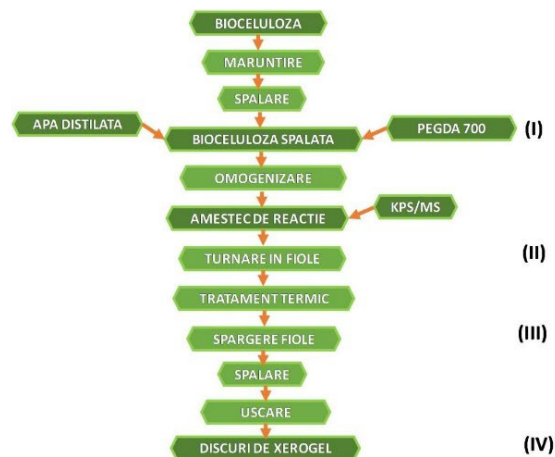 BIOCELULOZA
MARUNTIRE
SPALARE
APA DISTILATA
BIOCELULOZA SPALATA
PEGDA 700
(I)
OMOGENIZARE
AMESTEC DE REACTIE
KPS/MS
TURNARE IN FIOLE
(II)
TRATAMENT TERMIC
SPARGERE FIOLE
(III)
SPALARE
USCARE
DISCURI DE XEROGEL
(IV)